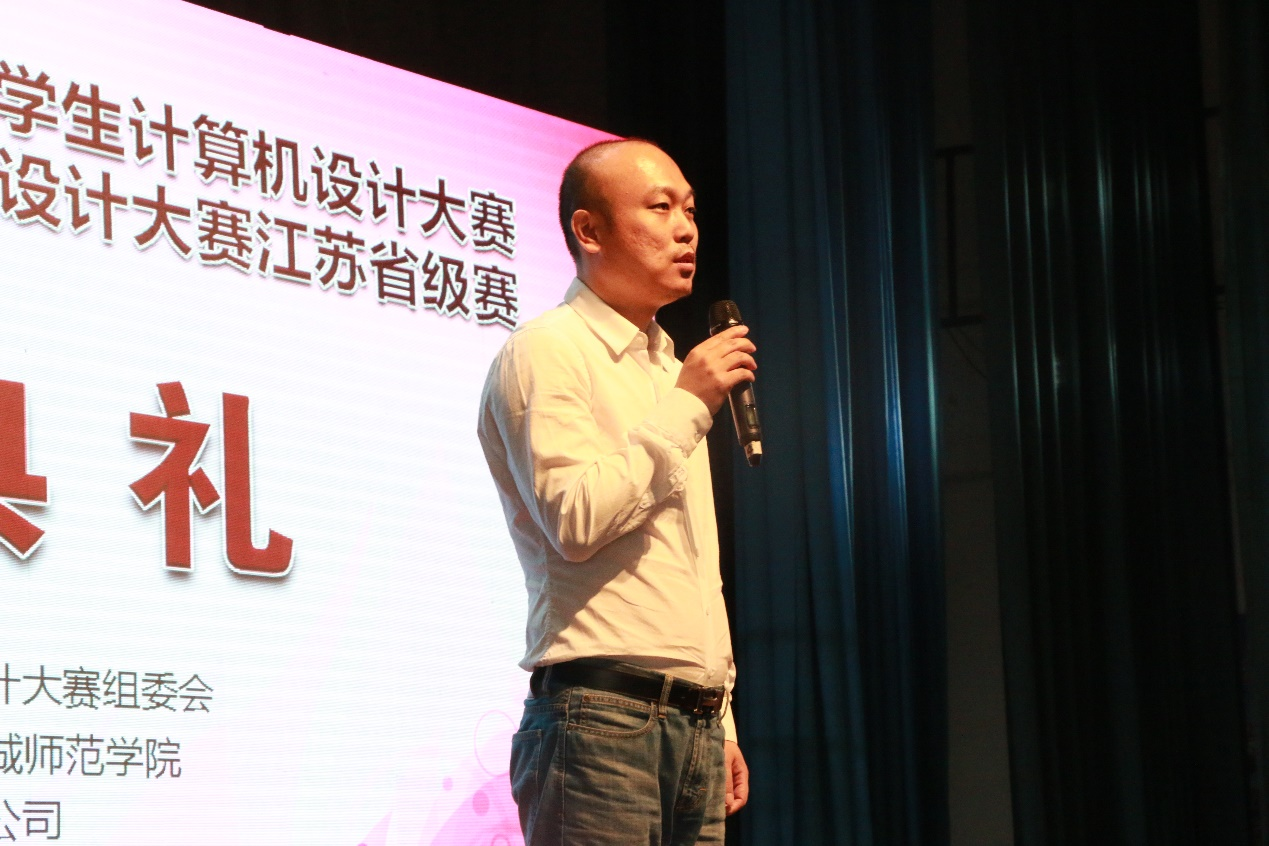 学生计算机设计大赛
设计大赛江苏省级赛
典礼
计大赛组委会
城师范学院
公司